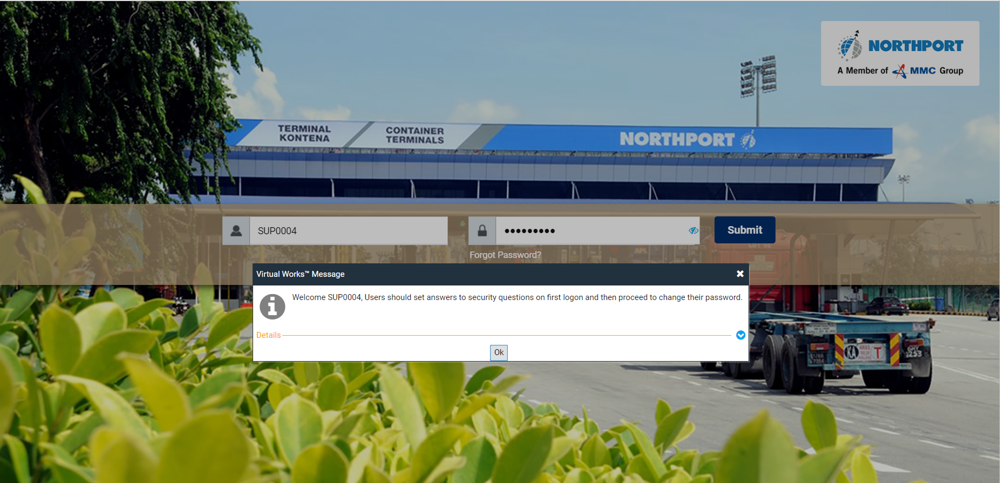 NORTHPORT
A Member of MMC Group
TERMINAL
KONTENA
CONTAINER
TERMINALS
NORTHPORT
SUP0004
●●●●●●●●●
Submit
Forgot Password?
Virtual Works™ Message
Welcome SUP0004, Users should set answers to security questions on first logon and then proceed to change their password.
Details
Ok
KA
T
1253